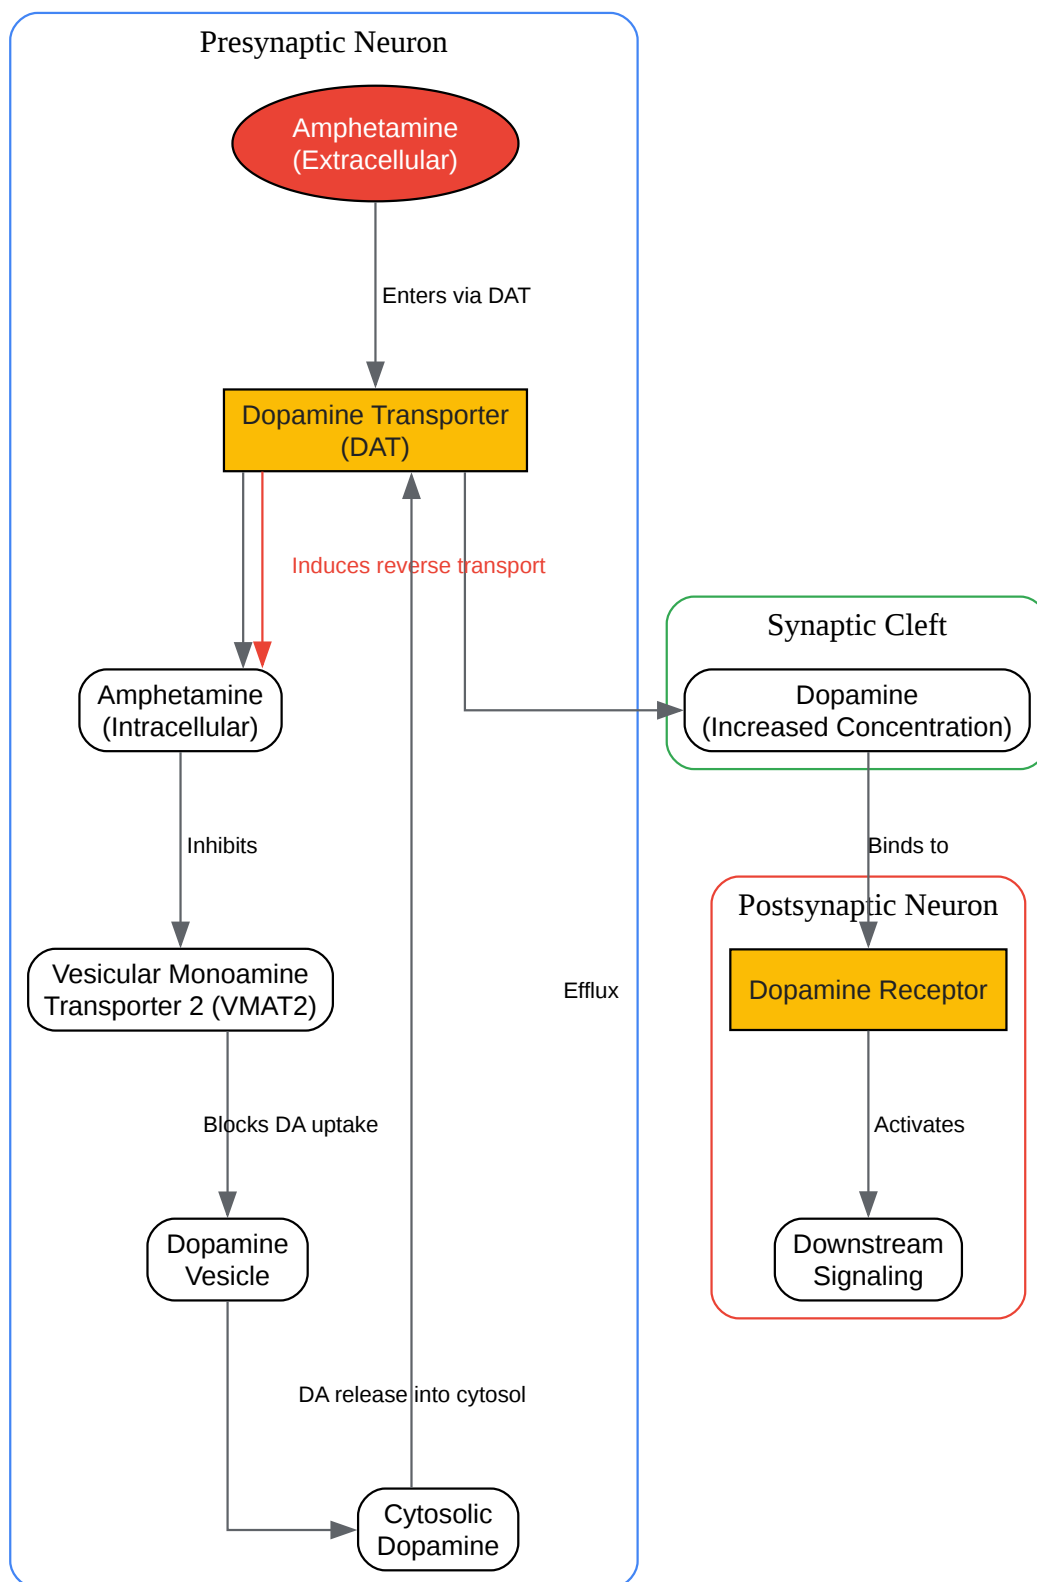 Presynaptic Neuron
Amphetamine
(Extracellular)
Enters via DAT
Dopamine Transporter
(DAT)
Induces reverse transport
Amphetamine
(Intracellular)
Inhibits
Vesicular Monoamine
Transporter 2 (VMAT2)
Efflux
Blocks DA uptake
Dopamine
Vesicle
DA release into cytosol
Cytosolic
Dopamine
Synaptic Cleft
Dopamine
(Increased Concentration)
Binds to
Postsynaptic Neuron
Dopamine Receptor
Activates
Downstream
Signaling